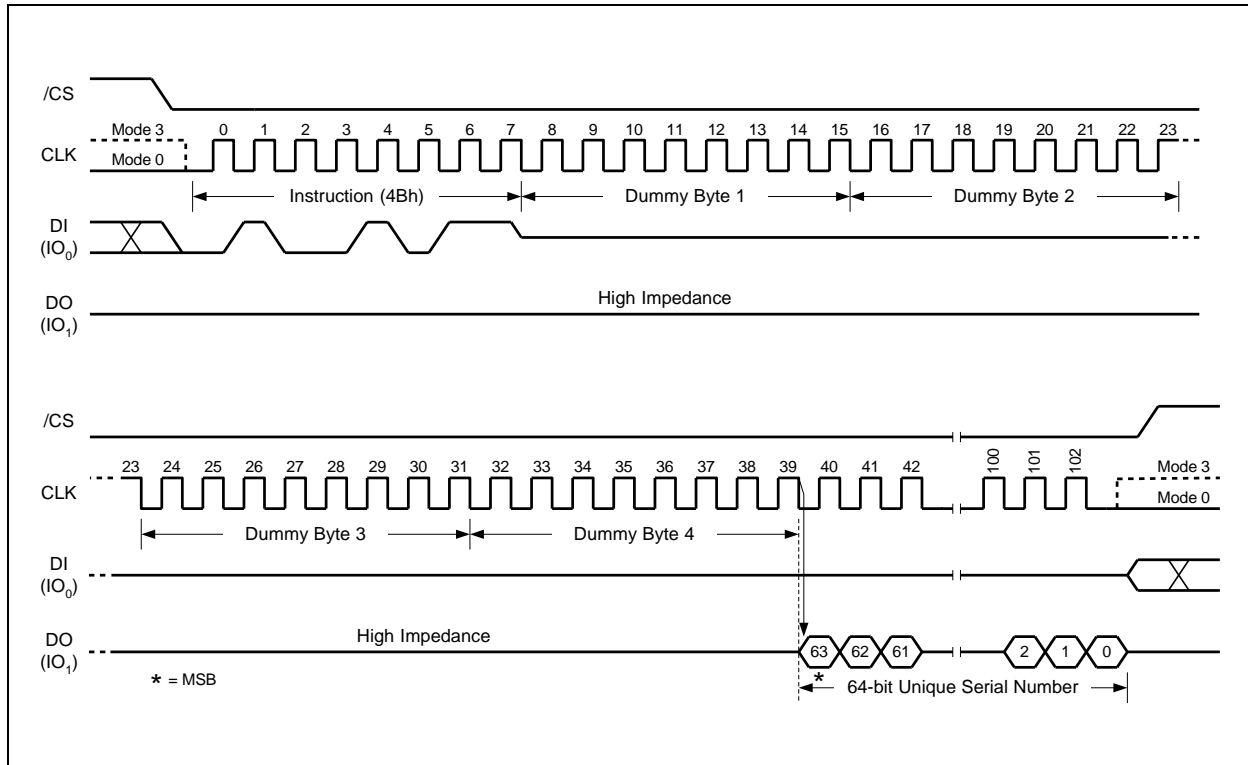 /CS
Mode 3
0 1 2 3 4 5 6 7 8 9 10 11 12 13 14 15 16 17 18 19 20 21 22 23
CLK
Mode 0
Instruction (4Bh) Dummy Byte 1 Dummy Byte 2
DI
(IO0)
High Impedance
DO
(IO1)
/CS
23 24 25 26 27 28 29 30 31 32 33 34 35 36 37 38 39 40 41 42 100 101 102
Mode 3
CLK
Mode 0
Dummy Byte 3 Dummy Byte 4
DI
(IO0)
High Impedance
DO
(IO1)
63 62 61 2 1 0
* = MSB
* 64-bit Unique Serial Number